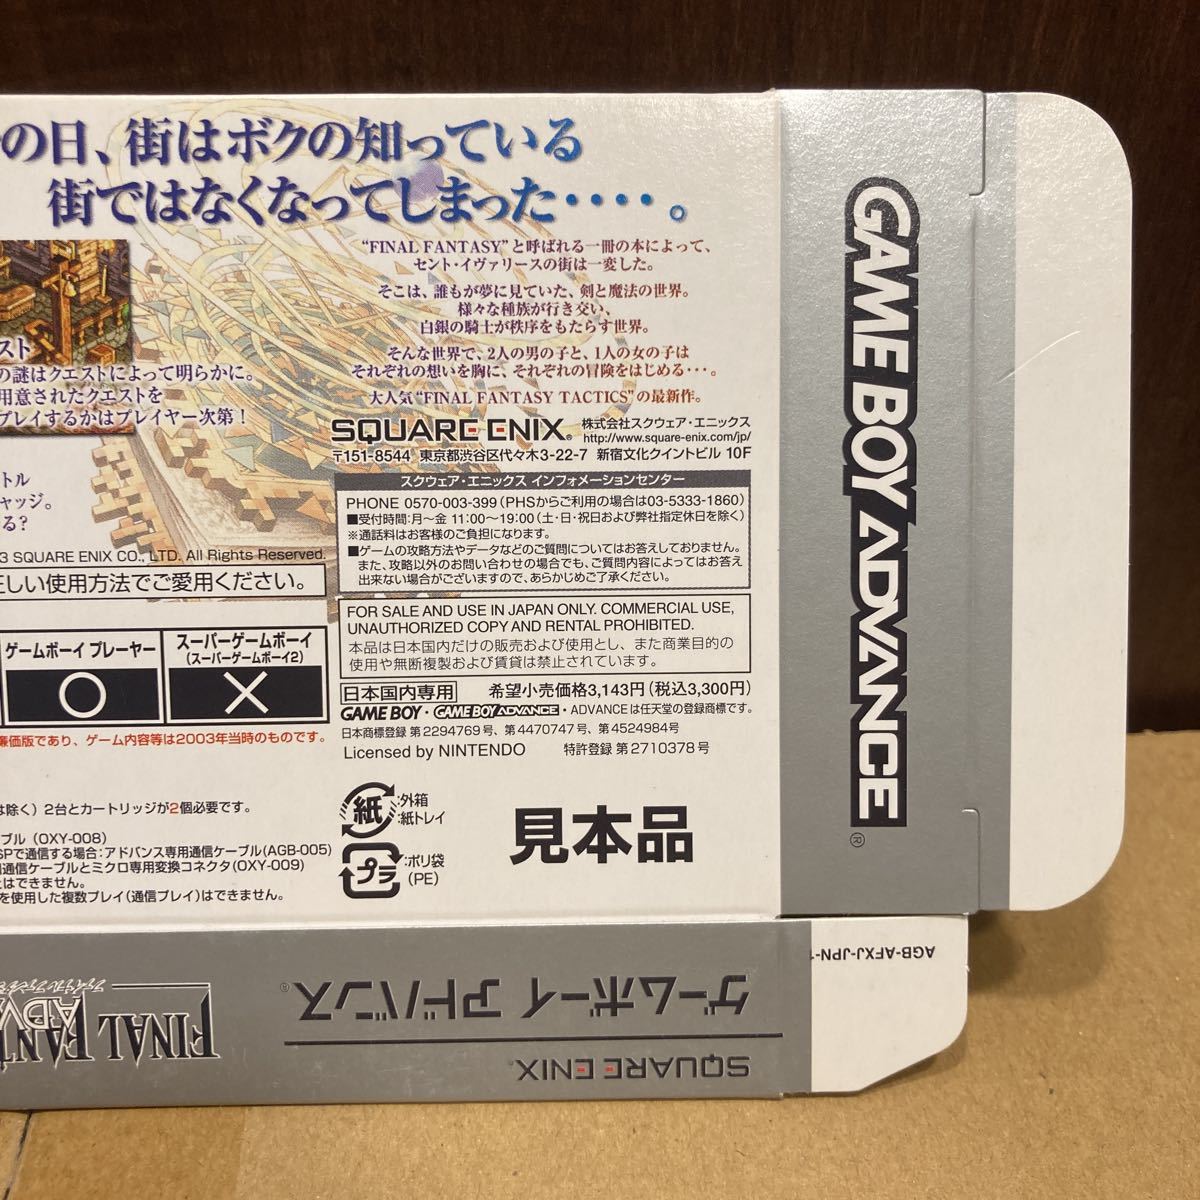 の日、街はボクの知っている
街ではなくなってしまった・・・・。
“FINAL FANTASY”と呼ばれる一冊の本によって、
セント・イヴァリースの街は一変した。
そこは、誰もが夢に見ていた、剣と魔法の世界。
様々な種族が行き交い、
白銀の騎士が秩序をもたらす世界。
そんな世界で、2人の男の子と、1人の女の子は
それぞれの想いを胸に、それぞれの冒険をはじめる・・・。
大人気“FINAL FANTASY TACTICS”の最新作。
スト
の謎はクエストによって明らかに。
用意されたクエストを
プレイするかはプレイヤー次第！
トル
ャッジ。
る？
3 SQUARE ENIX CO., LTD. All Rights Reserved.
正しい使用方法でご愛用ください。
ゲームボーイ プレーヤー
○
スーパーゲームボーイ
(スーパーゲームボーイ2)
×
廉価版であり、ゲーム内容等は2003年当時のものです。
は除く）2台とカートリッジが2個必要です。
ーブル（OXY-008）
SPで通信する場合：アドバンス専用通信ケーブル(AGB-005)
用通信ケーブルとミクロ専用変換コネクタ(OXY-009)
はできません。
を使用した複数プレイ(通信プレイ)はできません。
SQUARE ENIX® 株式会社スクウェア・エニックス
http://www.square-enix.com/jp/
〒151-8544 東京都渋谷区代々木3-22-7 新宿文化クイントビル 10F
スクウェア・エニックス インフォメーションセンター
PHONE 0570-003-399（PHSからご利用の場合は03-5333-1860）
■受付時間：月～金 11:00～19:00（土・日・祝日および弊社指定休日を除く）
※通話料はお客様のご負担になります。
■ゲームの攻略方法やデータなどのご質問についてはお答えしておりません。
また、攻略以外のお問い合わせの場合でも、ご質問内容によってはお答え
出来ない場合がございますので、あらかじめご了承ください。
FOR SALE AND USE IN JAPAN ONLY. COMMERCIAL USE,
UNAUTHORIZED COPY AND RENTAL PROHIBITED.
本品は日本国内だけの販売および使用とし、また商業目的の
使用や無断複製および賃貸は禁止されています。
日本国内専用 希望小売価格3,143円（税込3,300円）
GAME BOY・GAME BOY ADVANCE・ADVANCEは任天堂の登録商標です。
日本商標登録 第2294769号、第4470747号、第4524984号
Licensed by NINTENDO 特許登録 第2710378号
紙 :外箱
:紙トレイ
プラ :ポリ袋
(PE)
見本品
GAME BOY ADVANCE®
AGB-AFXJ-JPN-1
ゲームボーイ アドバンス®
SQUARE ENIX®